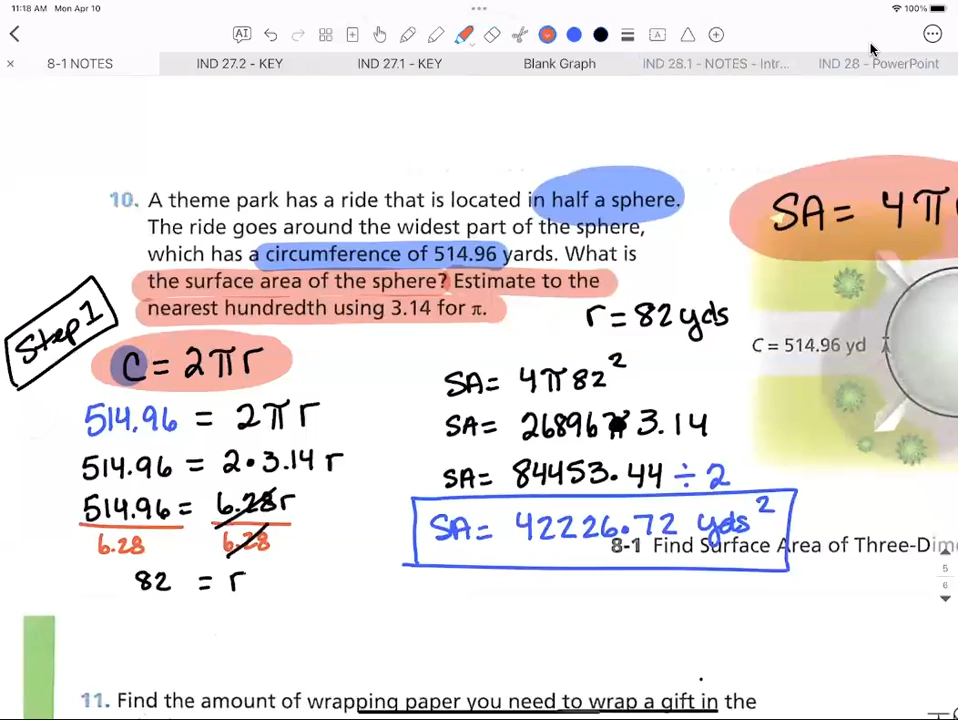 11:18 AM Mon Apr 10
100%
AI
8-1 NOTES
IND 27.2 - KEY
IND 27.1 - KEY
Blank Graph
IND 28.1 - NOTES - Intr...
IND 28 - PowerPoint
10. A theme park has a ride that is located in half a sphere.
The ride goes around the widest part of the sphere,
which has a circumference of 514.96 yards. What is
the surface area of the sphere? Estimate to the
nearest hundredth using 3.14 for π.
SA = 4π
Step 1
C = 2πr
514.96 = 2πr
514.96 = 2•3.14 r
514.96 = 6.28r
6.28 6.28
82 = r
r = 82 yds
SA = 4π82²
SA = 26896 3.14
SA = 84453.44 ÷ 2
SA = 42226.72 yds²
C = 514.96 yd
8-1 Find Surface Area of Three-Dim
5
6
11. Find the amount of wrapping paper you need to wrap a gift in the